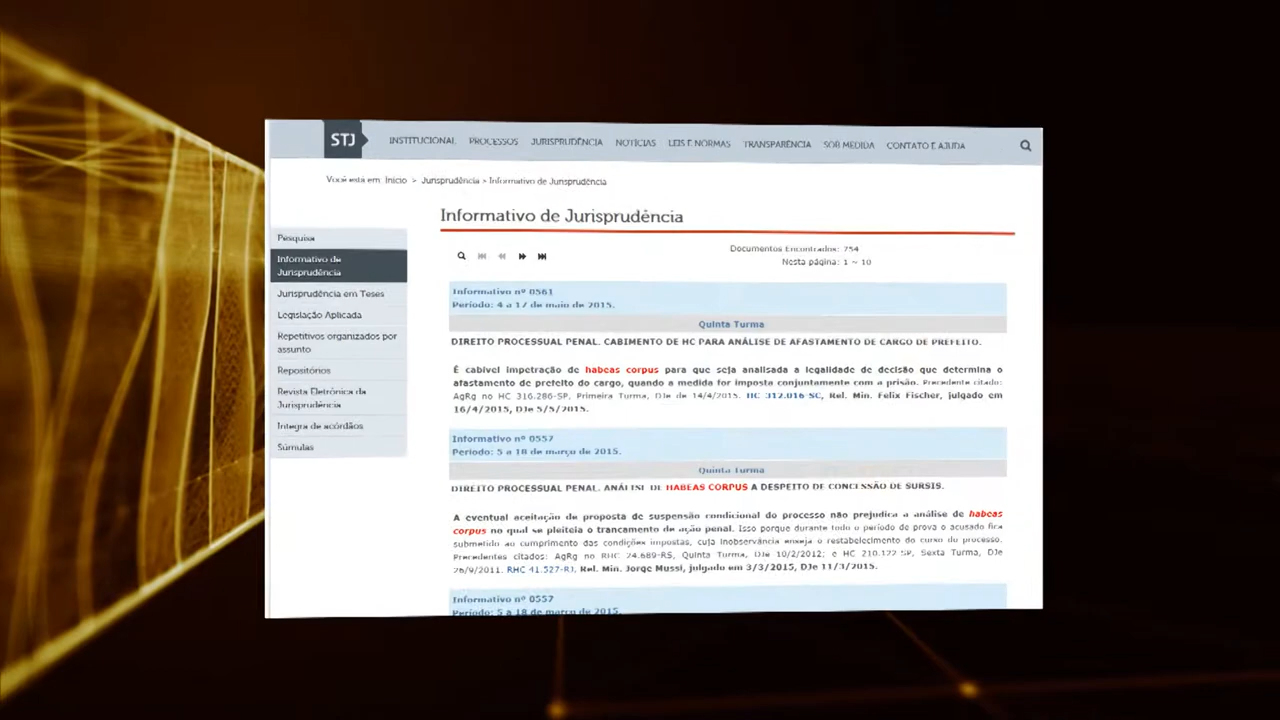 STJ INSTITUCIONAL PROCESSOS JURISPRUDÊNCIA NOTÍCIAS LEIS E NORMAS TRANSPARÊNCIA SOB MEDIDA CONTATO E AJUDA
Você está em: Início > Jurisprudência > Informativo de Jurisprudência
Informativo de Jurisprudência
Pesquisa
Informativo de
Jurisprudência
Jurisprudência em Teses
Legislação Aplicada
Repetitivos organizados por
assunto
Repositórios
Revista Eletrônica da
Jurisprudência
Íntegra de acórdãos
Súmulas
Documentos Encontrados: 754
Nesta página: 1 ~ 10
Informativo nº 0561
Período: 4 a 17 de maio de 2015.
Quinta Turma
DIREITO PROCESSUAL PENAL. CABIMENTO DE HC PARA ANÁLISE DE AFASTAMENTO DE CARGO DE PREFEITO.
É cabível impetração de habeas corpus para que seja analisada a legalidade de decisão que determina o
afastamento de prefeito do cargo, quando a medida for imposta conjuntamente com a prisão. Precedente citado:
AgRg no HC 316.286-SP, Primeira Turma, DJe de 14/4/2015. HC 312.016-SC, Rel. Min. Felix Fischer, julgado em
16/4/2015, DJe 5/5/2015.
Informativo nº 0557
Período: 5 a 18 de março de 2015.
Quinta Turma
DIREITO PROCESSUAL PENAL. ANÁLISE DE HABEAS CORPUS A DESPEITO DE CONCESSÃO DE SURSIS.
A eventual aceitação de proposta de suspensão condicional do processo não prejudica a análise de habeas
corpus no qual se pleiteia o trancamento de ação penal. Isso porque durante todo o período de prova o acusado fica
submetido ao cumprimento das condições impostas, cuja inobservância enseja o restabelecimento do curso do processo.
Precedentes citados: AgRg no RHC 24.689-RS, Quinta Turma, DJe 10/2/2012; e HC 210.122-SP, Sexta Turma, DJe
26/9/2011. RHC 41.527-RJ, Rel. Min. Jorge Mussi, julgado em 3/3/2015, DJe 11/3/2015.
Informativo nº 0557
Período: 5 a 18 de março de 2015.